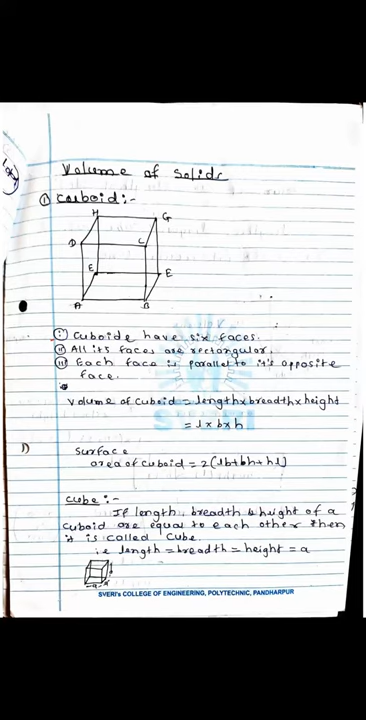 Volume of Solids
① Cuboid:-
H
G
D
C
E
E
A
B
ⓘ Cuboide have six faces.
ⓘⓘ All it's faces are rectangular.
ⓘⓘⓘ Each face is parallel to it's opposite
face.
Volume of cuboid = length x breadth x height
= l x b x h
1)
Surface
area of cuboid = 2[lb+bh+hl]
Cube :-
If length, breadth & height of a
cuboid are equal to each other then
it is called Cube.
i.e length = breadth = height = a
a
SVERI's COLLEGE OF ENGINEERING, POLYTECHNIC, PANDHARPUR